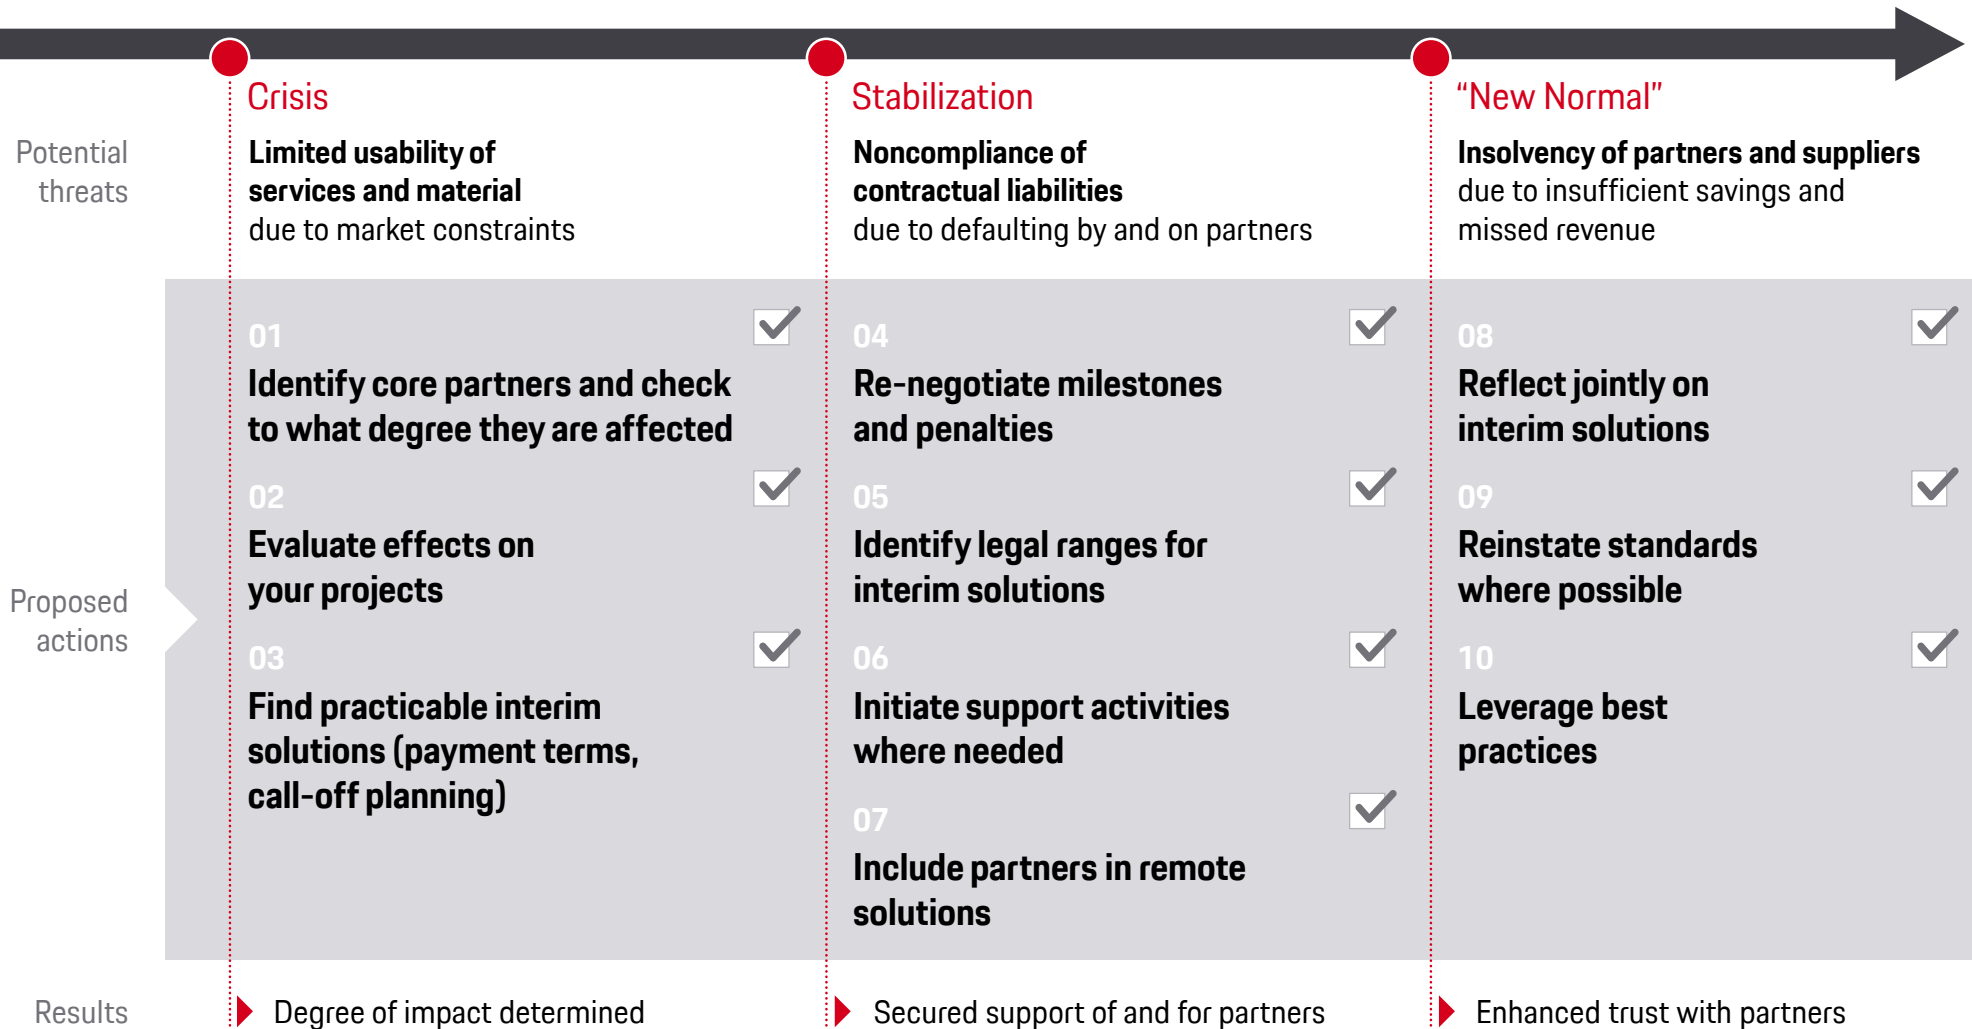 Crisis
Stabilization
“New Normal”
Potential
threats
Limited usability of
services and material
due to market constraints
Noncompliance of
contractual liabilities
due to defaulting by and on partners
Insolvency of partners and suppliers
due to insufficient savings and
missed revenue
Proposed
actions
01
Identify core partners and check
to what degree they are affected
02
Evaluate effects on
your projects
03
Find practicable interim
solutions (payment terms,
call-off planning)
04
Re-negotiate milestones
and penalties
05
Identify legal ranges for
interim solutions
06
Initiate support activities
where needed
07
Include partners in remote
solutions
08
Reflect jointly on
interim solutions
09
Reinstate standards
where possible
10
Leverage best
practices
Results
Degree of impact determined
Secured support of and for partners
Enhanced trust with partners